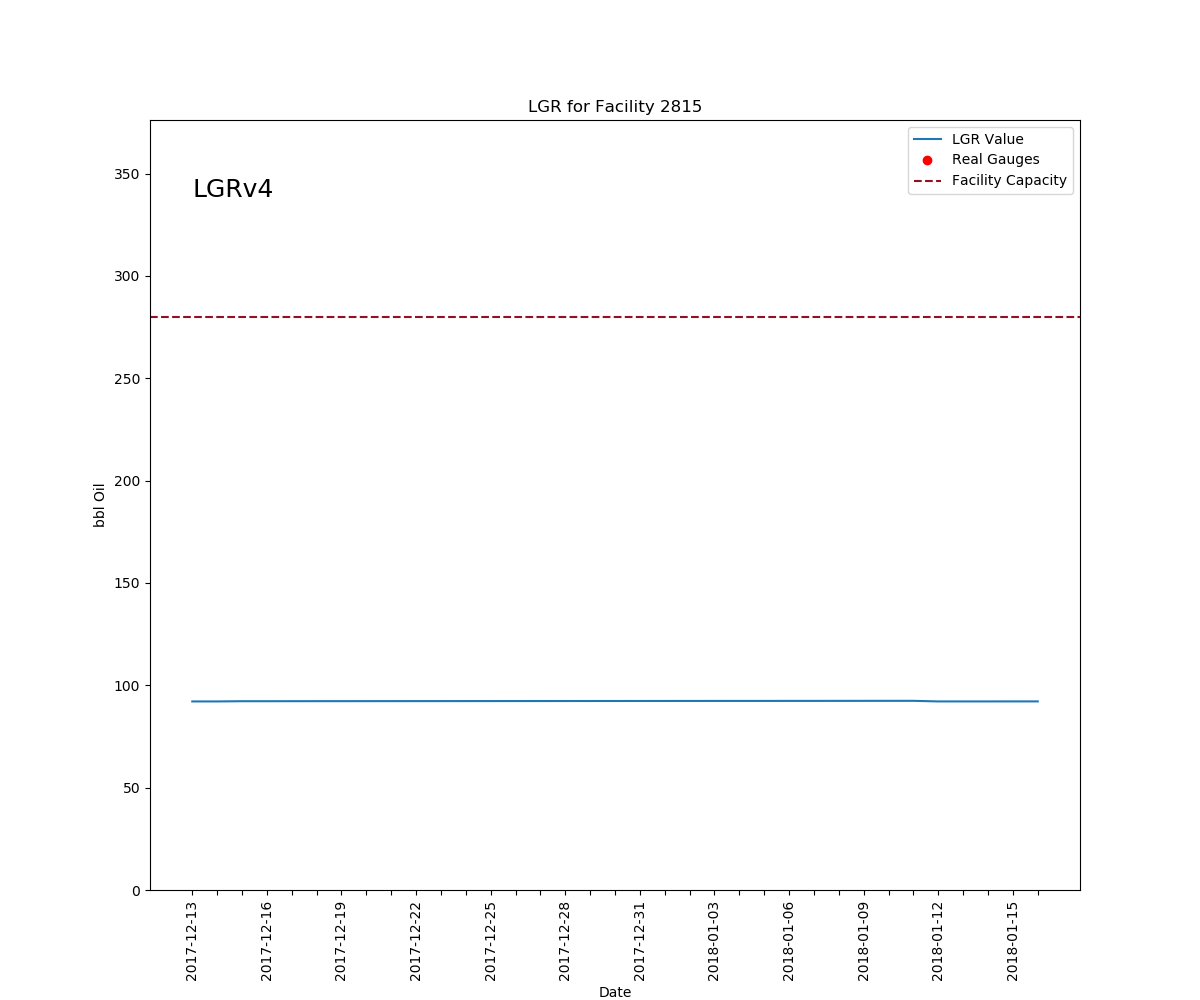 LGR for Facility 2815
LGRv4
LGR Value
Real Gauges
Facility Capacity
350
300
250
200
150
100
50
0
bbl Oil
2017-12-13
2017-12-16
2017-12-19
2017-12-22
2017-12-25
2017-12-28
2017-12-31
2018-01-03
2018-01-06
2018-01-09
2018-01-12
2018-01-15
Date